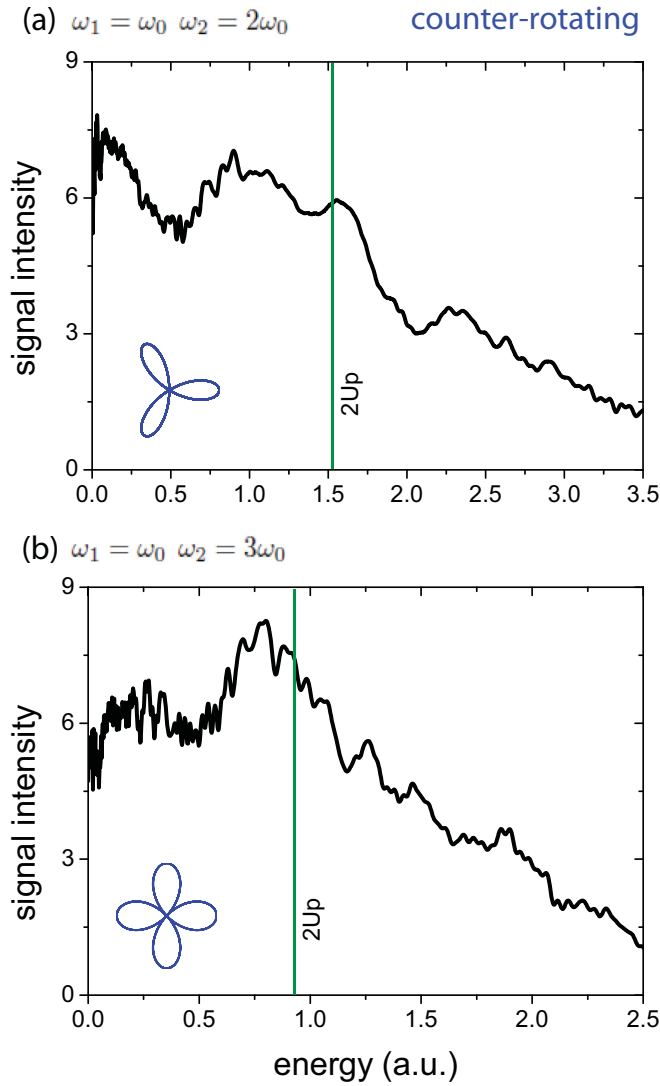 (a) ω₁ = ω₀ ω₂ = 2ω₀ counter-rotating
9
6
3
0
signal intensity
2Up
0.0 0.5 1.0 1.5 2.0 2.5 3.0 3.5
(b) ω₁ = ω₀ ω₂ = 3ω₀
9
6
3
0
signal intensity
2Up
0.0 0.5 1.0 1.5 2.0 2.5
energy (a.u.)